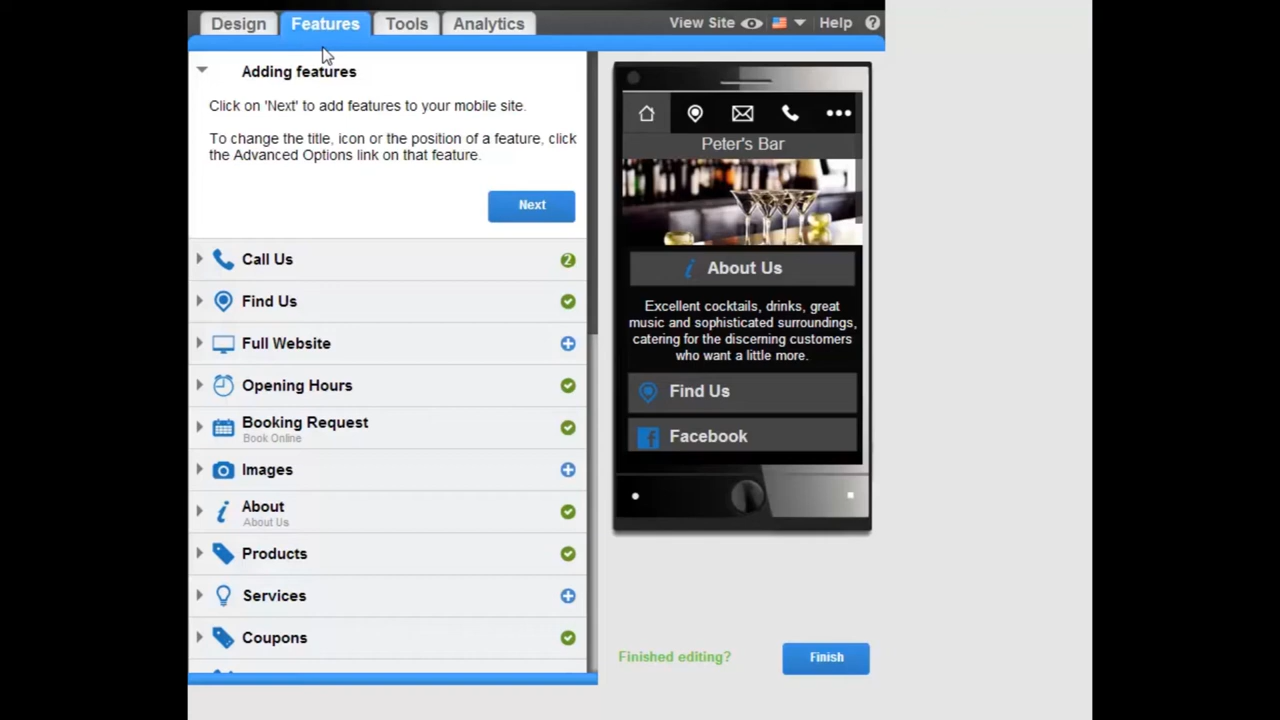 Design Features Tools Analytics View Site Help ?
Adding features
Click on 'Next' to add features to your mobile site.
To change the title, icon or the position of a feature, click
the Advanced Options link on that feature.
Next
Call Us 2
Find Us
Full Website
Opening Hours
Booking Request
Book Online
Images
About
About Us
Products
Services
Coupons
Peter's Bar
About Us
Excellent cocktails, drinks, great
music and sophisticated surroundings,
catering for the discerning customers
who want a little more.
Find Us
Facebook
Finished editing? Finish